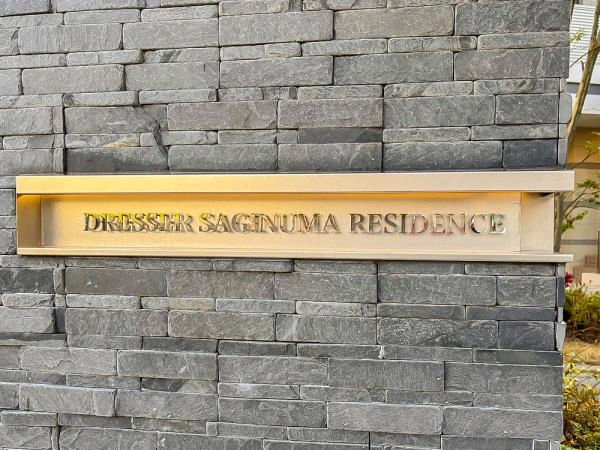 DRESSER SAGINUMA RESIDENCE